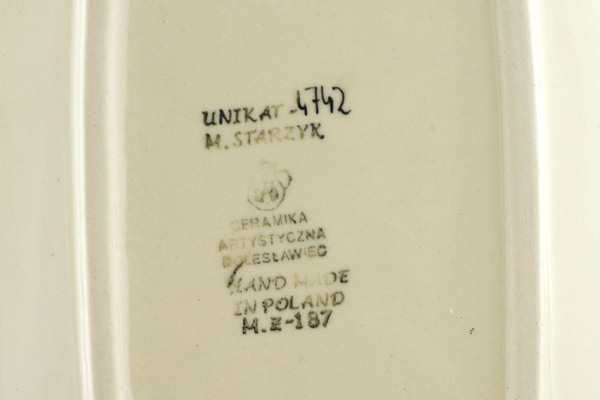 UNIKAT-4742
M. STARZYK
CERAMIKA
ARTYSTYCZNA
BOLESŁAWIEC
HAND MADE
IN POLAND
M.Z-187